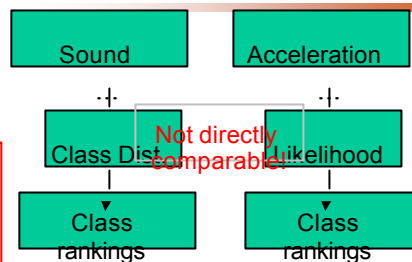 Sound
Acceleration
Not directly
comparable!
Class Dist.
Likelihood
Class
rankings
Class
rankings